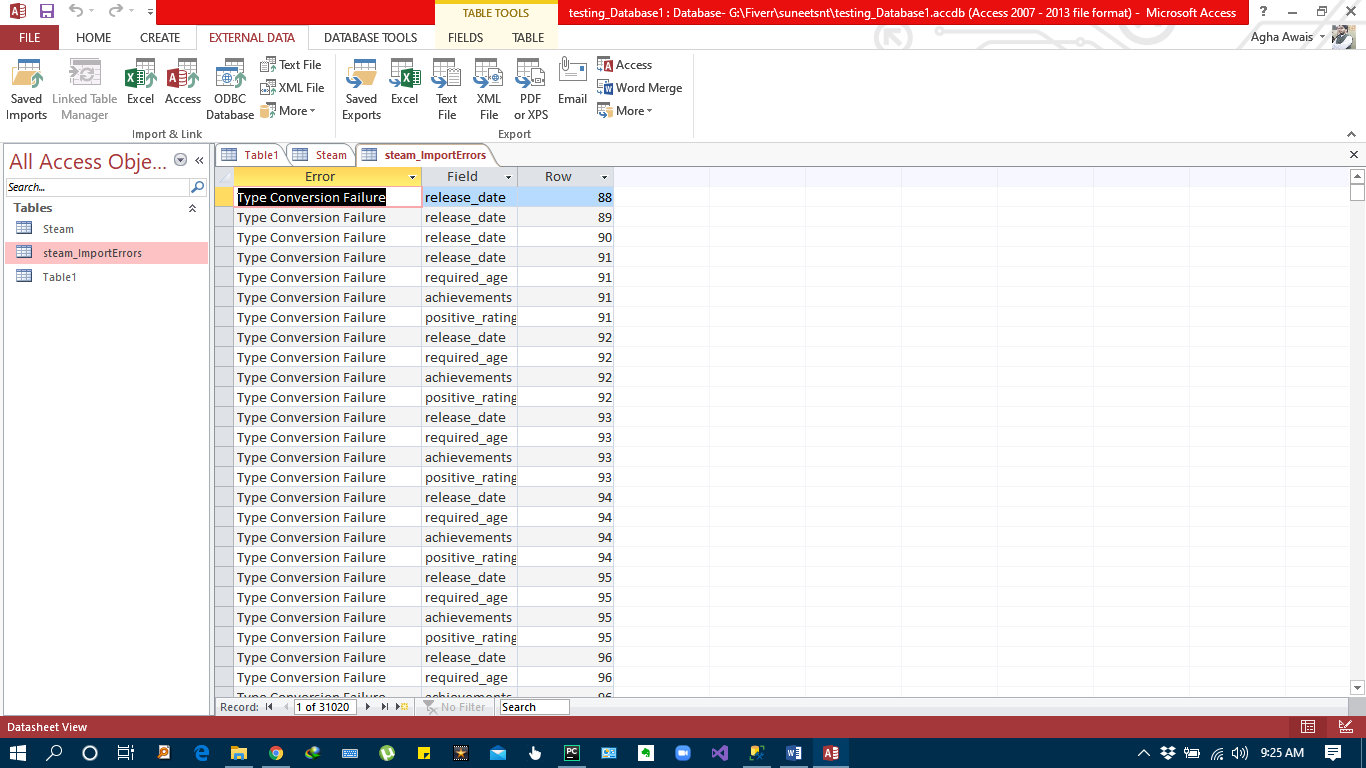 TABLE TOOLS
testing_Database1 : Database- G:\Fiverr\suneetsnt\testing_Database1.accdb (Access 2007 - 2013 file format) - Microsoft Access
?
FILE HOME CREATE EXTERNAL DATA DATABASE TOOLS FIELDS TABLE
Agha Awais
Saved Imports
Linked Table Manager
Excel
Access
ODBC Database
Text File
XML File
More
Import & Link
Saved Exports
Excel
Text File
XML File
PDF or XPS
Email
Access
Word Merge
More
Export
All Access Obje...
Search...
Tables
Steam
steam_ImportErrors
Table1
Table1 Steam steam_ImportErrors
Error Field Row
Type Conversion Failure release_date 88
Type Conversion Failure release_date 89
Type Conversion Failure release_date 90
Type Conversion Failure release_date 91
Type Conversion Failure required_age 91
Type Conversion Failure achievements 91
Type Conversion Failure positive_rating 91
Type Conversion Failure release_date 92
Type Conversion Failure required_age 92
Type Conversion Failure achievements 92
Type Conversion Failure positive_rating 92
Type Conversion Failure release_date 93
Type Conversion Failure required_age 93
Type Conversion Failure achievements 93
Type Conversion Failure positive_rating 93
Type Conversion Failure release_date 94
Type Conversion Failure required_age 94
Type Conversion Failure achievements 94
Type Conversion Failure positive_rating 94
Type Conversion Failure release_date 95
Type Conversion Failure required_age 95
Type Conversion Failure achievements 95
Type Conversion Failure positive_rating 95
Type Conversion Failure release_date 96
Type Conversion Failure required_age 96
Type Conversion Failure achievements 96
Record: 1 of 31020 No Filter Search
Datasheet View
9:25 AM